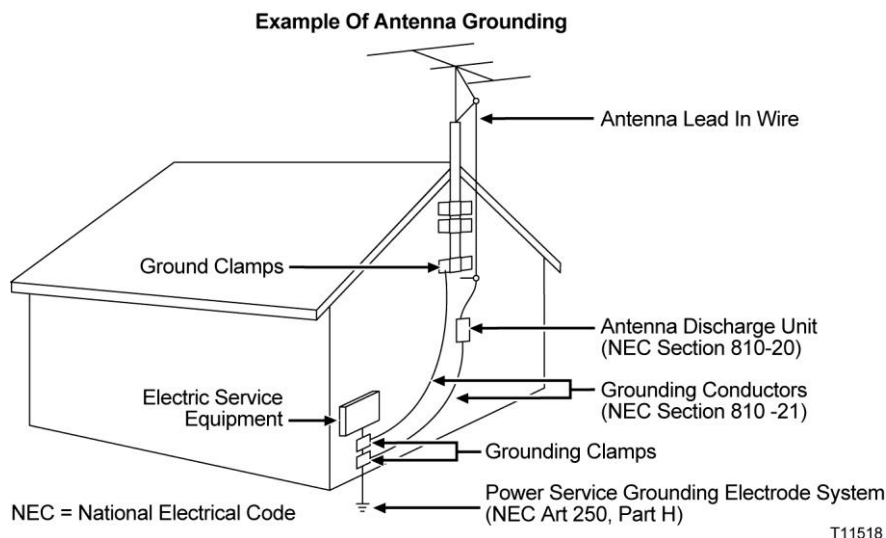 Example Of Antenna Grounding
Antenna Lead In Wire
Ground Clamps
Antenna Discharge Unit
(NEC Section 810-20)
Electric Service
Equipment
Grounding Conductors
(NEC Section 810 -21)
Grounding Clamps
Power Service Grounding Electrode System
(NEC Art 250, Part H)
NEC = National Electrical Code
T11518